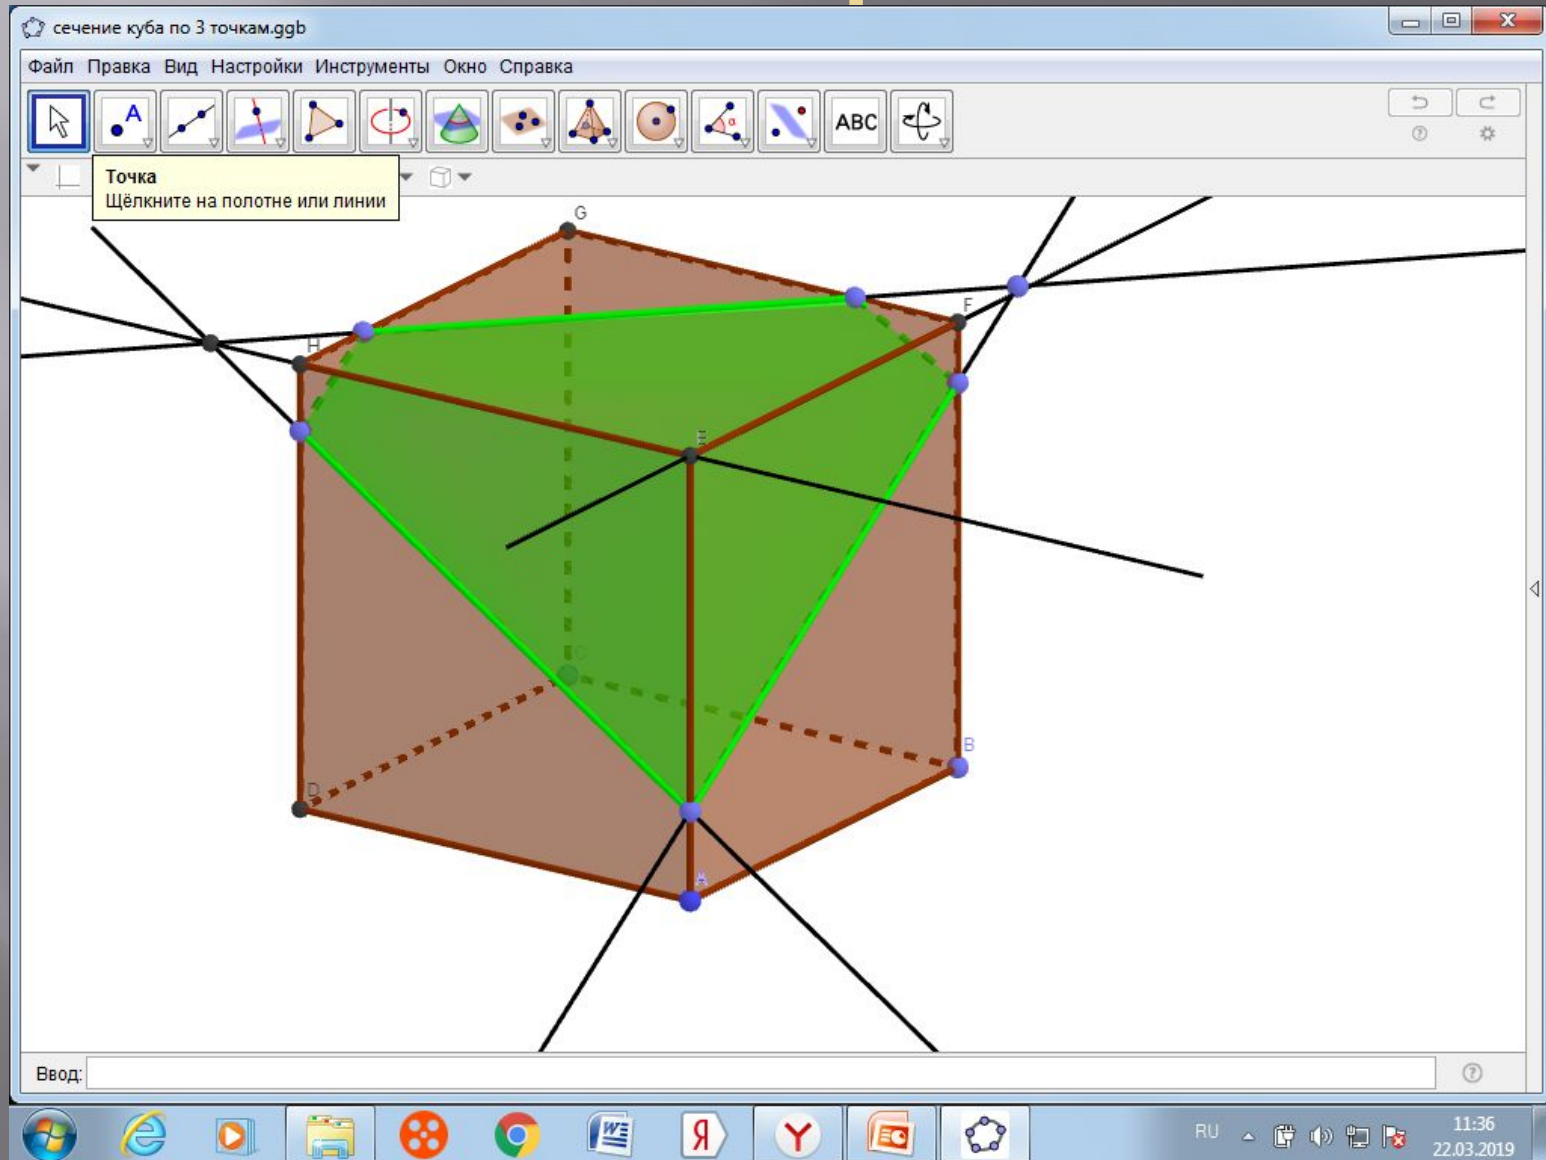 сечение куба по 3 точкам.ggb
Файл Правка Вид Настройки Инструменты Окно Справка
A
α
ABC
Точка
Щёлкните на полотне или линии
G
F
H
E
C
B
D
A
Ввод:
W
Я
Y
RU
11:36
22.03.2019